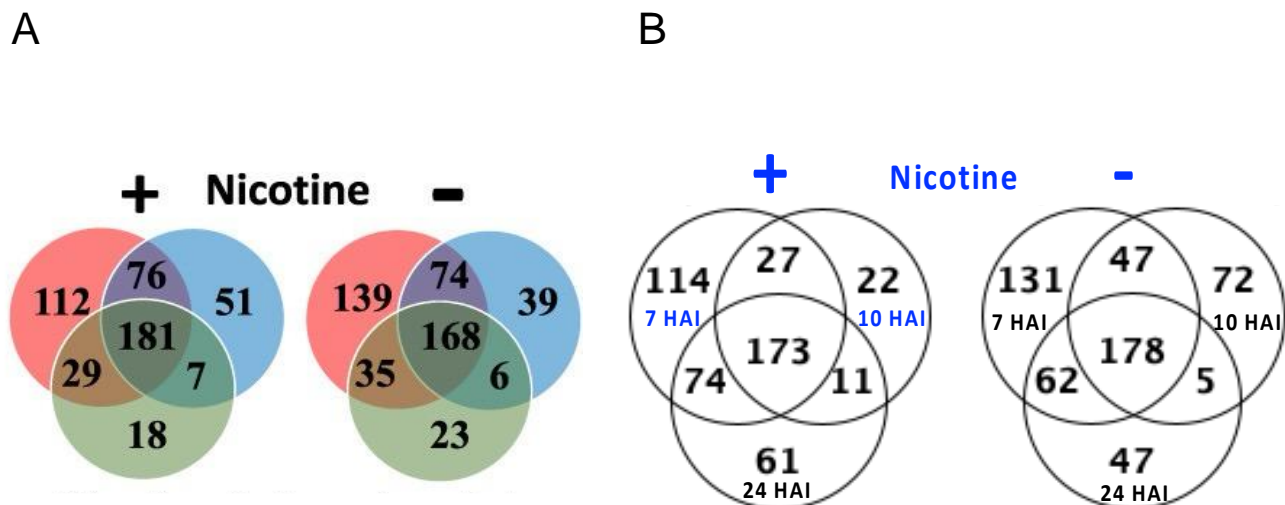 A
B
+ Nicotine -
76
112 51
181
29 7
18
74
139 39
168
35 6
23
+ Nicotine -
27
114 22
7 HAI 10 HAI
173
74 11
61
24 HAI
47
131 72
7 HAI 10 HAI
178
62 5
47
24 HAI